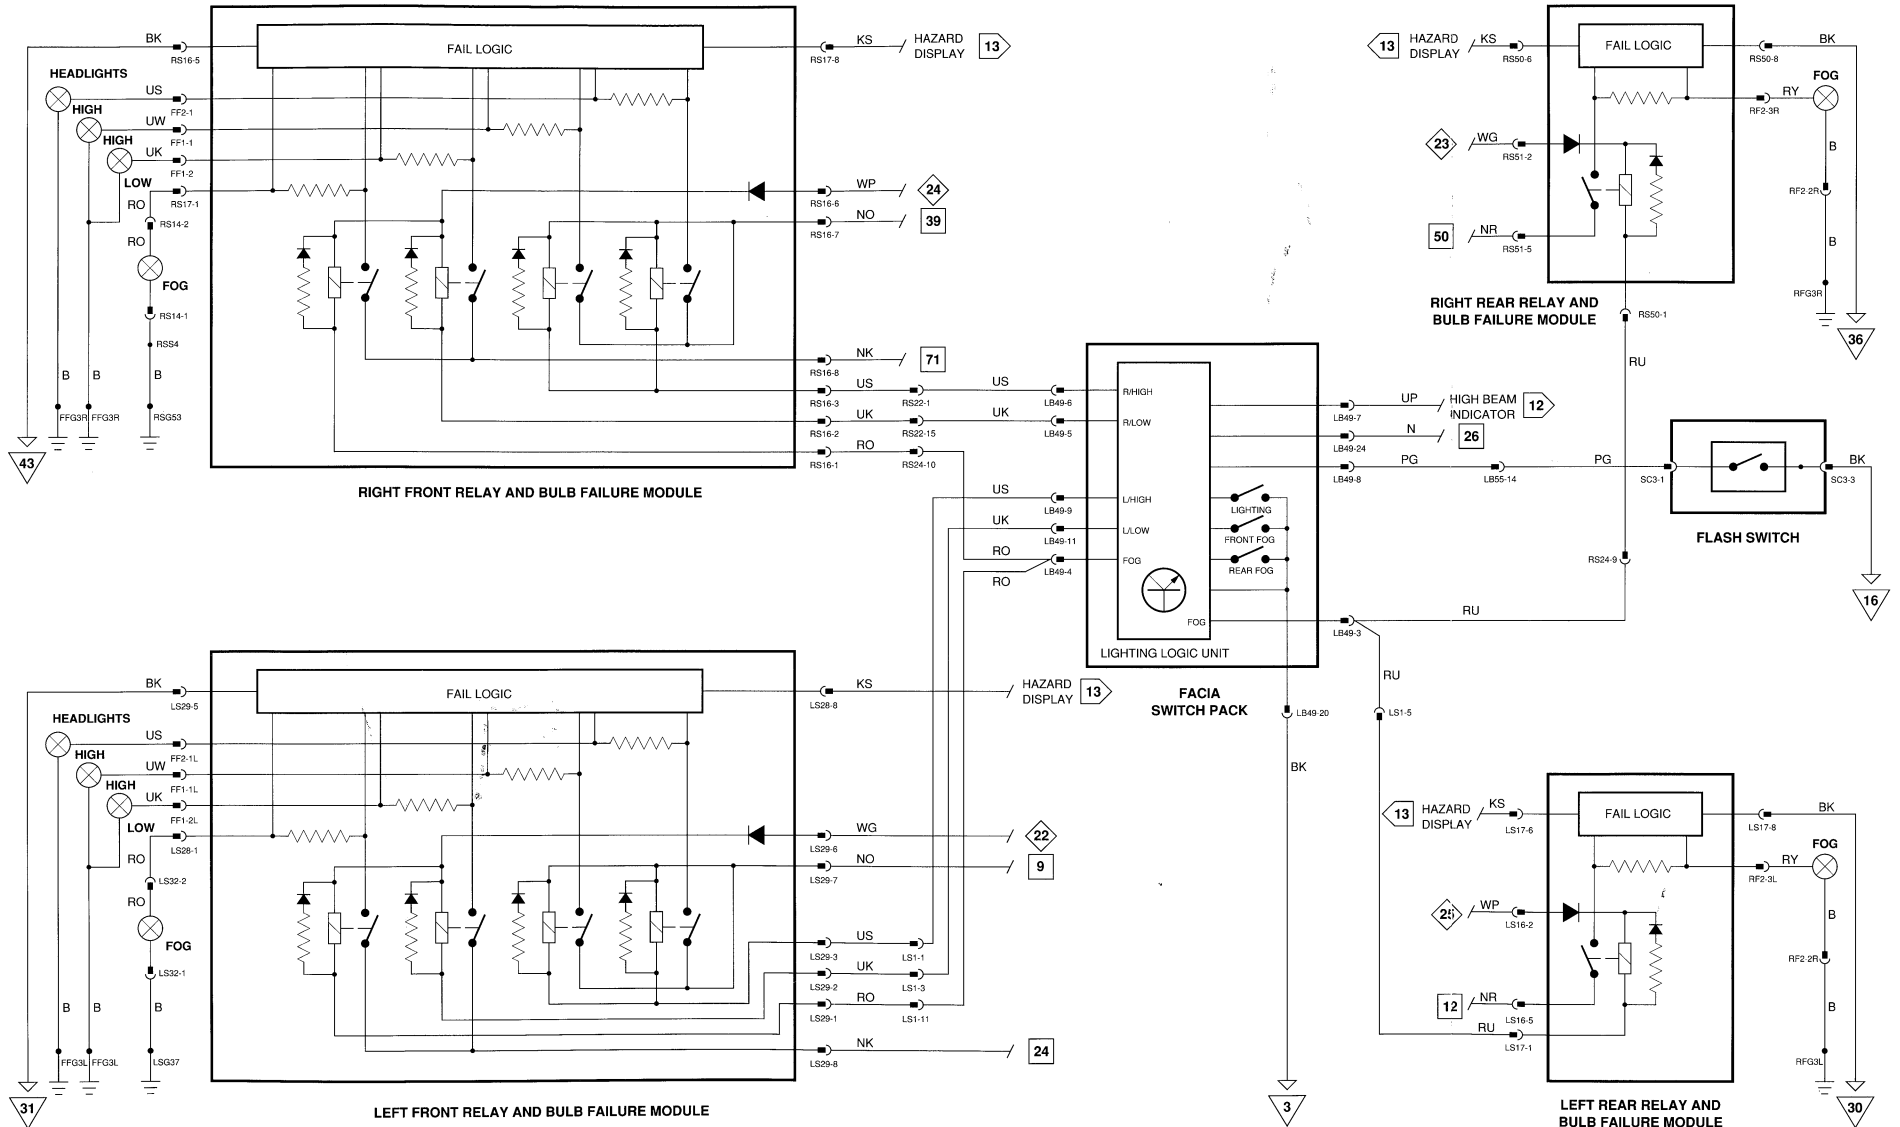 BK
RS16-5
FAIL LOGIC
KS
RS17-8
HAZARD
DISPLAY
13
HEADLIGHTS
US
FF2-1
HIGH
UW
FF1-1
HIGH
UK
FF1-2
LOW
RO
RS17-1
RS14-2
RO
FOG
RS14-1
RSS4
B
B
B
FFG3R
FFG3R
RSG53
43
WP
RS16-6
24
NO
RS16-7
39
NK
RS16-8
71
US
RS16-3
RS22-1
US
LB49-6
UK
RS16-2
RS22-15
UK
LB49-5
RO
RS16-1
RS24-10
RIGHT FRONT RELAY AND BULB FAILURE MODULE
US
LB49-9
UK
LB49-11
RO
RO
LB49-4
R/HIGH
R/LOW
L/HIGH
L/LOW
FOG
LIGHTING
FRONT FOG
REAR FOG
FOG
LIGHTING LOGIC UNIT
FACIA
SWITCH PACK
LB49-7
UP
HIGH BEAM
INDICATOR
12
LB49-24
N
26
LB49-8
PG
LB55-14
PG
SC3-1
SC3-3
BK
FLASH SWITCH
16
LB49-3
RU
RU
LS1-5
LB49-20
BK
3
13
HAZARD
DISPLAY
KS
RS50-6
FAIL LOGIC
RS50-8
BK
FOG
RY
RF2-3R
23
WG
RS51-2
B
RF2-2R
50
NR
RS51-5
B
RFG3R
36
RIGHT REAR RELAY AND
BULB FAILURE MODULE
RS50-1
RU
RS24-9
BK
LS29-5
FAIL LOGIC
KS
LS28-8
HAZARD
DISPLAY
13
HEADLIGHTS
US
FF2-1L
HIGH
UW
FF1-1L
HIGH
UK
FF1-2L
LOW
RO
LS28-1
LS32-2
RO
FOG
LS32-1
B
B
B
FFG3L
FFG3L
LSG37
31
WG
LS29-6
22
NO
LS29-7
9
US
LS29-3
LS1-1
UK
LS29-2
LS1-3
RO
LS29-1
LS1-11
NK
LS29-8
24
LEFT FRONT RELAY AND BULB FAILURE MODULE
13
HAZARD
DISPLAY
KS
LS17-6
FAIL LOGIC
LS17-8
BK
FOG
RY
RF2-3L
25
WP
LS16-2
B
RF2-2R
12
NR
LS16-5
B
RU
LS17-1
RFG3L
30
LEFT REAR RELAY AND
BULB FAILURE MODULE